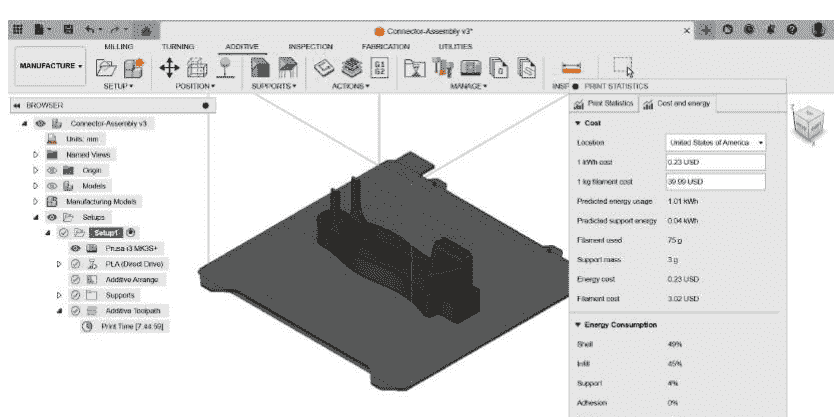 Connector-Assembly v3*
MILLING TURNING ADDITIVE INSPECTION FABRICATION UTILITIES
MANUFACTURE
G1
G2
SETUP POSITION SUPPORTS ACTIONS MANAGE INSF
PRINT STATISTICS
BROWSER
Print Statistics Cost and energy
Connector-Assembly v3
Units: mm
Named Views
Origin
Models
Manufacturing Models
Setups
Setup1
Prusa i3 MK3S+
PLA (Direct Drive)
Additive Arrange
Supports
Additive Toolpath
Print Time [7:44:59]
Cost
Location United States of America
1 kWh cost 0.23 USD
1 kg filament cost 39.99 USD
Predicted energy usage 1.01 kWh
Predicted support energy 0.04 kWh
Filament used 75 g
Support mass 3 g
Energy cost 0.23 USD
Filament cost 3.02 USD
Energy Consumption
Shell 49%
Infill 45%
Support 4%
Adhesion 0%